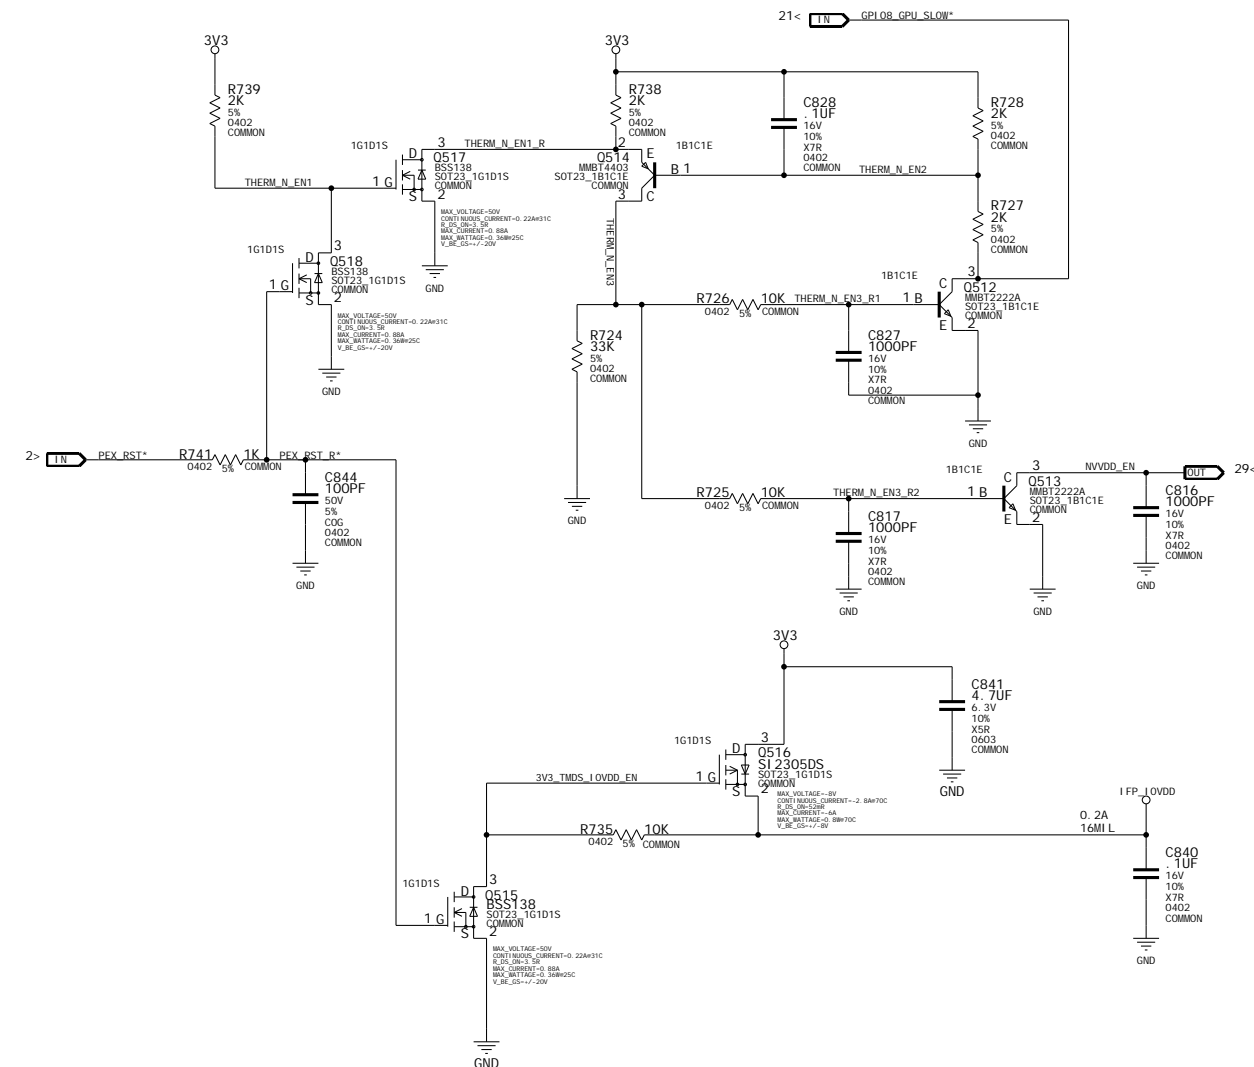 21< IN GPIO8_GPU_SLOW*
3V3
R739
2K
5%
0402
COMMON
3V3
R738
2K
5%
0402
COMMON
C828
.1UF
16V
10%
X7R
0402
COMMON
R728
2K
5%
0402
COMMON
THERM_N_EN1
1G1D1S
3
D
1 G
S
2
Q517
BSS138
SOT23_1G1D1S
COMMON
MAX_VOLTAGE=50V
CONTINUOUS_CURRENT=0.22A#31C
R_DS_ON=3.5R
MAX_CURRENT=0.88A
MAX_WATTAGE=0.36W#25C
V_BE_GS=+/-20V
GND
THERM_N_EN1_R
2
Q514
MMBT4403
SOT23_1B1C1E
COMMON
3
E
1B1C1E
B 1
C
THERM_N_EN2
R727
2K
5%
0402
COMMON
1G1D1S
3
D
1 G
S
2
Q518
BSS138
SOT23_1G1D1S
COMMON
MAX_VOLTAGE=50V
CONTINUOUS_CURRENT=0.22A#31C
R_DS_ON=3.5R
MAX_CURRENT=0.88A
MAX_WATTAGE=0.36W#25C
V_BE_GS=+/-20V
GND
THERM_N_EN3
R726 10K
0402 5% COMMON
THERM_N_EN3_R1
1B1C1E
3
C
1 B
E
2
Q512
MMBT2222A
SOT23_1B1C1E
COMMON
R724
33K
5%
0402
COMMON
GND
C827
1000PF
16V
10%
X7R
0402
COMMON
GND
2> IN PEX_RST*
R741 1K
0402 5% COMMON
PEX_RST_R*
C844
100PF
50V
5%
COG
0402
COMMON
GND
R725 10K
0402 5% COMMON
THERM_N_EN3_R2
C817
1000PF
16V
10%
X7R
0402
COMMON
GND
1B1C1E
3
C
1 B
E
2
Q513
MMBT2222A
SOT23_1B1C1E
COMMON
GND
NVVDD_EN
OUT 29<
C816
1000PF
16V
10%
X7R
0402
COMMON
GND
3V3
C841
4.7UF
6.3V
10%
X5R
0603
COMMON
GND
1G1D1S
3
D
1 G
S
2
Q516
SI2305DS
SOT23_1G1D1S
COMMON
MAX_VOLTAGE=-8V
CONTINUOUS_CURRENT=-2.8A#70C
R_DS_ON=52mR
MAX_CURRENT=-6A
MAX_WATTAGE=0.8W#70C
V_BE_GS=+/-8V
3V3_TMDS_IOVDD_EN
R735 10K
0402 5% COMMON
0.2A
16MIL
IFP_IOVDD
C840
.1UF
16V
10%
X7R
0402
COMMON
GND
1G1D1S
3
D
1 G
S
2
Q515
BSS138
SOT23_1G1D1S
COMMON
MAX_VOLTAGE=50V
CONTINUOUS_CURRENT=0.22A#31C
R_DS_ON=3.5R
MAX_CURRENT=0.88A
MAX_WATTAGE=0.36W#25C
V_BE_GS=+/-20V
GND